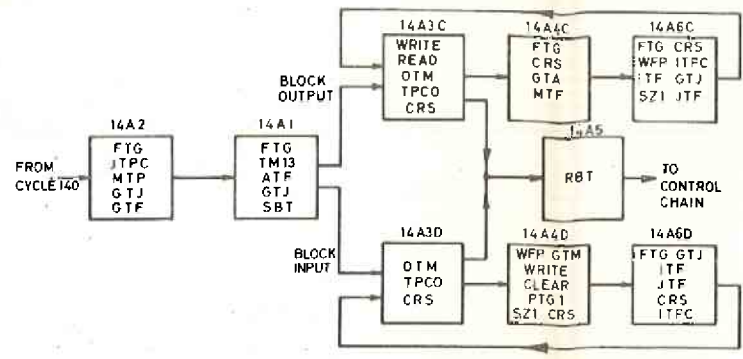 14A3C
WRITE
READ
OTM
TPCO
CRS
14A4C
FTG
CRS
GTA
MTF
14A6C
FTG CRS
WFP ITFC
ITF GTJ
SZ1 JTF
BLOCK
OUTPUT
14A2
FTG
JTPC
MTP
GTJ
GTF
14A1
FTG
TM13
ATF
GTJ
SBT
FROM
CYCLE 140
14A5
RBT
TO
CONTROL
CHAIN
BLOCK
INPUT
14A3D
OTM
TPCO
CRS
14A4D
WFP GTM
WRITE
CLEAR
PTG1
SZ1 CRS
14A6D
FTG GTJ
ITF
JTF
CRS
ITFC